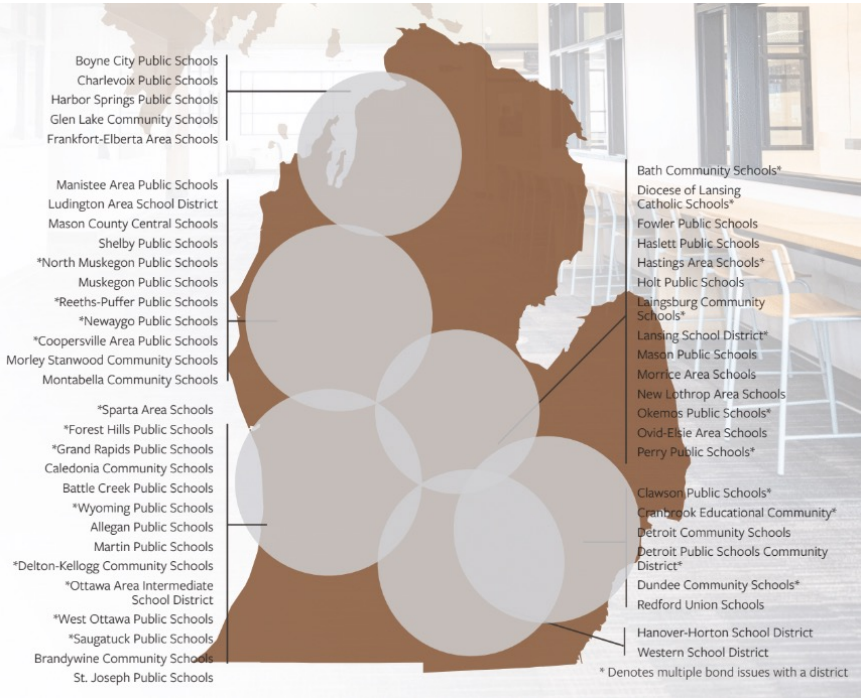 Boyne City Public Schools
Charlevoix Public Schools
Harbor Springs Public Schools
Glen Lake Community Schools
Frankfort-Elberta Area Schools
Manistee Area Public Schools
Ludington Area School District
Mason County Central Schools
Shelby Public Schools
*North Muskegon Public Schools
Muskegon Public Schools
*Reeths-Puffer Public Schools
*Newaygo Public Schools
*Coopersville Area Public Schools
Morley Stanwood Community Schools
Montabella Community Schools
*Sparta Area Schools
*Forest Hills Public Schools
*Grand Rapids Public Schools
Caledonia Community Schools
Battle Creek Public Schools
*Wyoming Public Schools
Allegan Public Schools
Martin Public Schools
*Delton-Kellogg Community Schools
*Ottawa Area Intermediate
School District
*West Ottawa Public Schools
*Saugatuck Public Schools
Brandywine Community Schools
St. Joseph Public Schools
Bath Community Schools*
Diocese of Lansing
Catholic Schools*
Fowler Public Schools
Haslett Public Schools
Hastings Area Schools*
Holt Public Schools
Laingsburg Community
Schools*
Lansing School District*
Mason Public Schools
Morrice Area Schools
New Lothrop Area Schools
Okemos Public Schools*
Ovid-Elsie Area Schools
Perry Public Schools*
Clawson Public Schools*
Cranbrook Educational Community*
Detroit Community Schools
Detroit Public Schools Community
District*
Dundee Community Schools*
Redford Union Schools
Hanover-Horton School District
Western School District
* Denotes multiple bond issues with a district